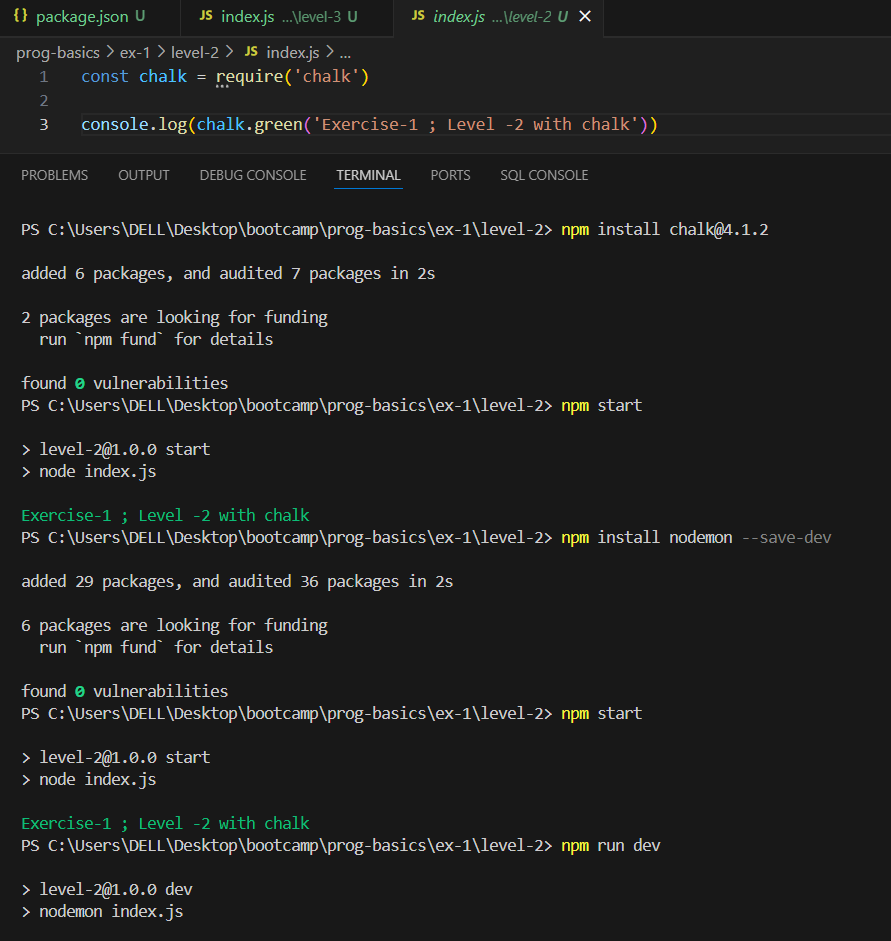 {} package.json U JS index.js ...\level-3 U JS index.js ...\level-2 U ✕
prog-basics > ex-1 > level-2 > JS index.js > ...
1 const chalk = require('chalk')
2
3 console.log(chalk.green('Exercise-1 ; Level -2 with chalk'))
PROBLEMS OUTPUT DEBUG CONSOLE TERMINAL PORTS SQL CONSOLE
PS C:\Users\DELL\Desktop\bootcamp\prog-basics\ex-1\level-2> npm install chalk@4.1.2
added 6 packages, and audited 7 packages in 2s
2 packages are looking for funding
run `npm fund` for details
found 0 vulnerabilities
PS C:\Users\DELL\Desktop\bootcamp\prog-basics\ex-1\level-2> npm start
> level-2@1.0.0 start
> node index.js
Exercise-1 ; Level -2 with chalk
PS C:\Users\DELL\Desktop\bootcamp\prog-basics\ex-1\level-2> npm install nodemon --save-dev
added 29 packages, and audited 36 packages in 2s
6 packages are looking for funding
run `npm fund` for details
found 0 vulnerabilities
PS C:\Users\DELL\Desktop\bootcamp\prog-basics\ex-1\level-2> npm start
> level-2@1.0.0 start
> node index.js
Exercise-1 ; Level -2 with chalk
PS C:\Users\DELL\Desktop\bootcamp\prog-basics\ex-1\level-2> npm run dev
> level-2@1.0.0 dev
> nodemon index.js